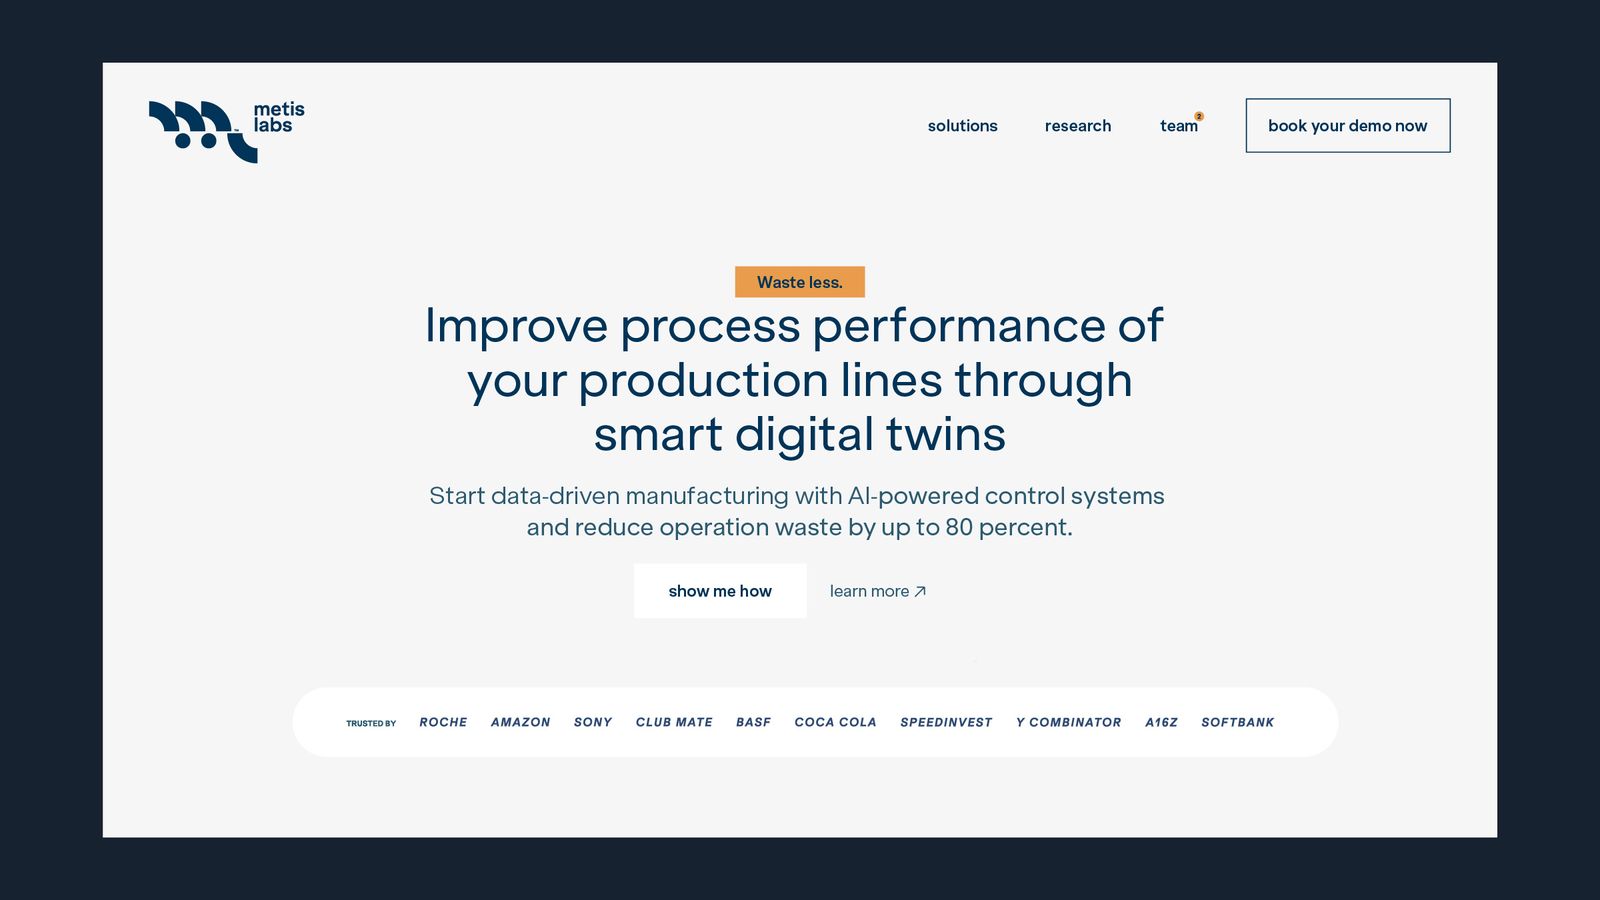 metis
labs
™
solutions
research
team
2
book your demo now
Waste less.
Improve process performance of
your production lines through
smart digital twins
Start data-driven manufacturing with AI-powered control systems
and reduce operation waste by up to 80 percent.
show me how
learn more ↗
TRUSTED BY ROCHE AMAZON SONY CLUB MATE BASF COCA COLA SPEEDINVEST Y COMBINATOR A16Z SOFTBANK